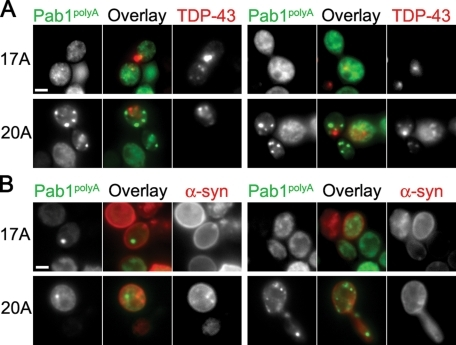 A Pab1polyA Overlay TDP-43 Pab1polyA Overlay TDP-43
17A
20A
B Pab1polyA Overlay α-syn Pab1polyA Overlay α-syn
17A
20A